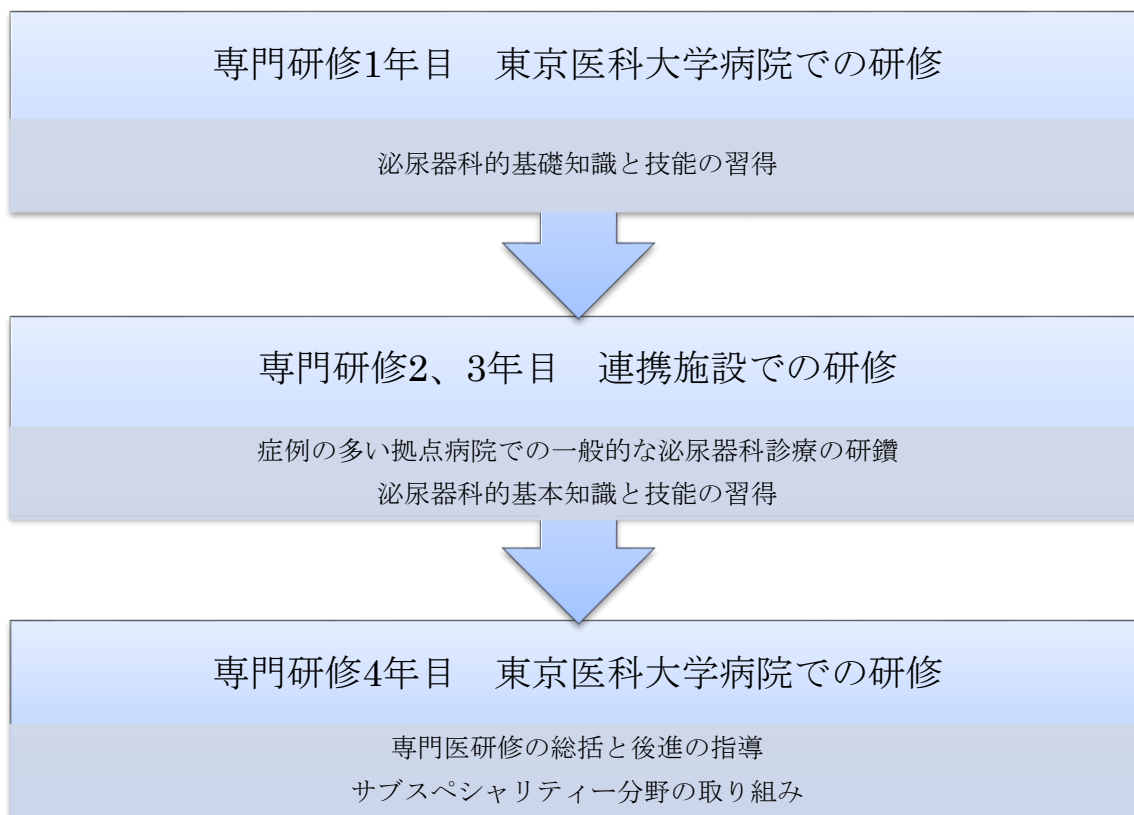 専門研修1年目　東京医科大学病院での研修
泌尿器科的基礎知識と技能の習得
専門研修2、3年目　連携施設での研修
症例の多い拠点病院での一般的な泌尿器科診療の研鑽
泌尿器科的基本知識と技能の習得
専門研修4年目　東京医科大学病院での研修
専門医研修の総括と後進の指導
サブスペシャリティー分野の取り組み